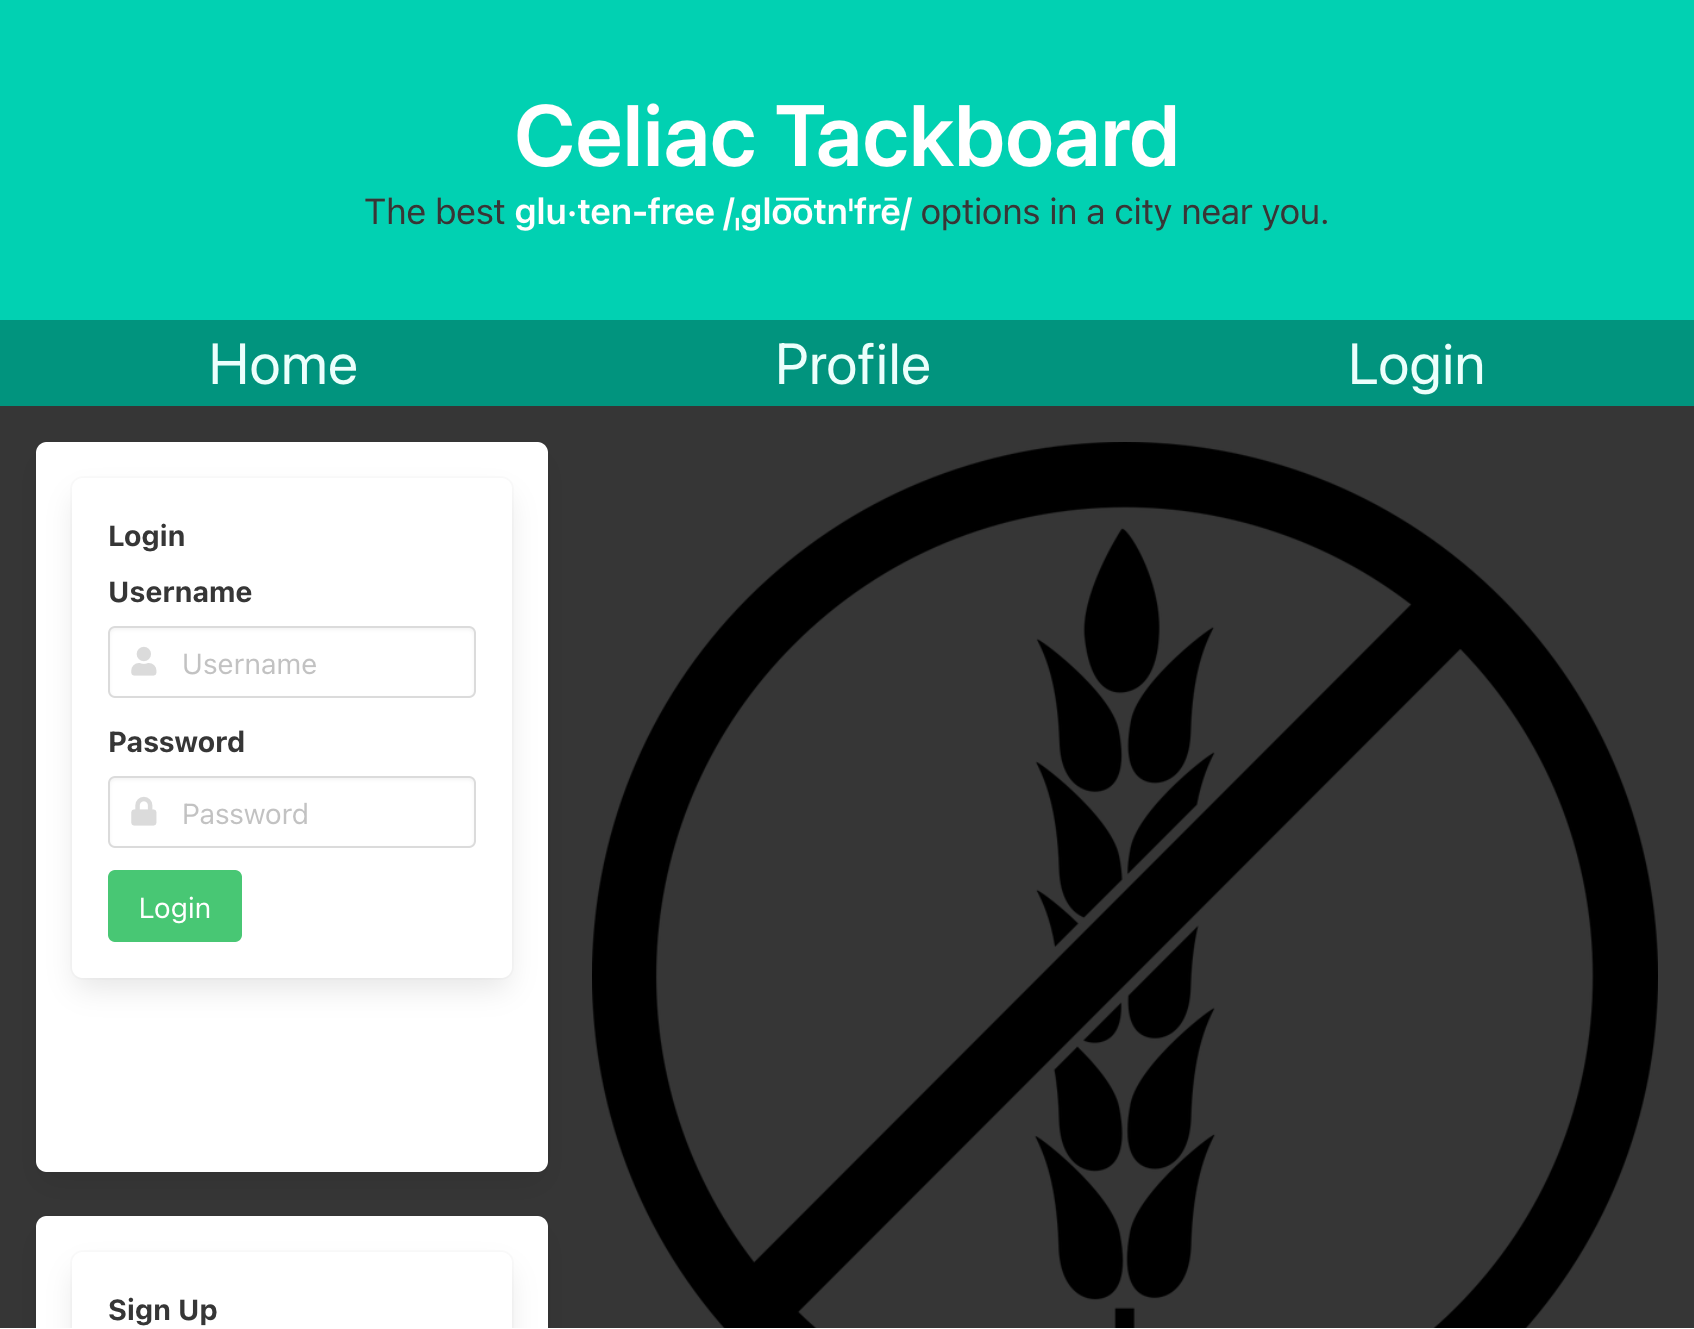 Celiac Tackboard
The best glu·ten-free /ˌglo͞otnˈfrē/ options in a city near you.
Home Profile Login
Login
Username
Username
Password
Password
Login
Sign Up